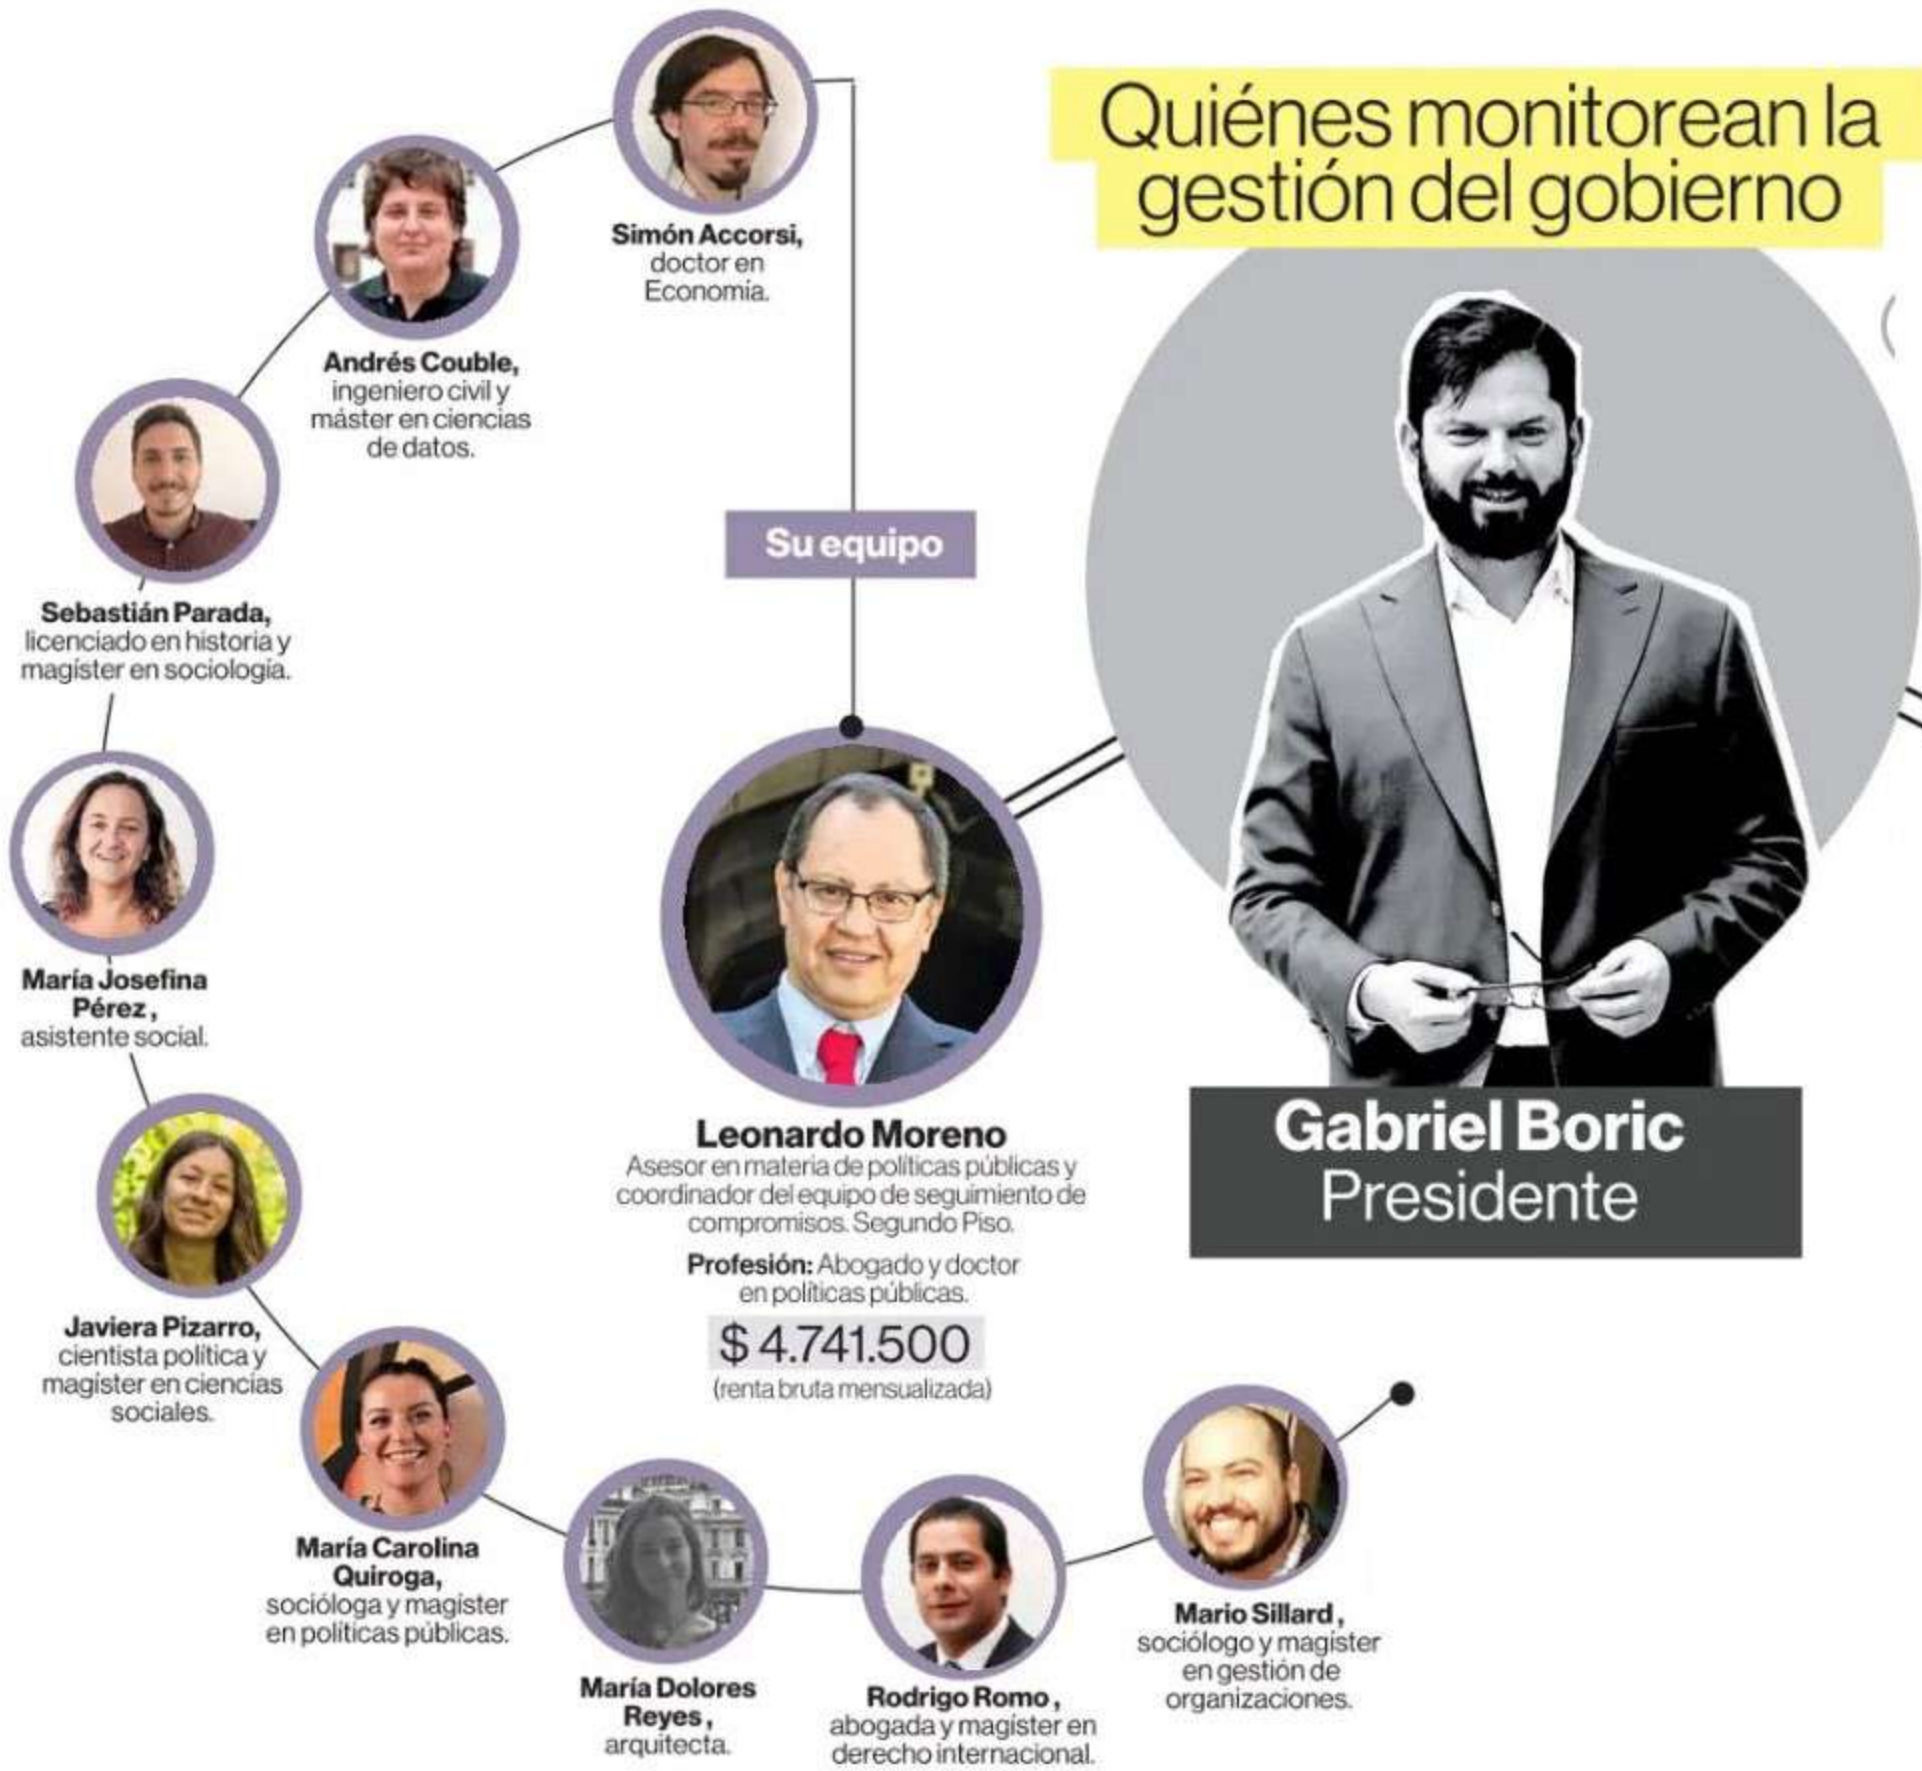 Quiénes monitorean la
gestión del gobierno
Simón Accorsi,
doctor en
Economía.
Andrés Couble,
ingeniero civil y
máster en ciencias
de datos.
Sebastián Parada,
licenciado en historia y
magíster en sociología.
María Josefina
Pérez,
asistente social.
Javiera Pizarro,
cientista política y
magíster en ciencias
sociales.
María Carolina
Quiroga,
socióloga y magíster
en políticas públicas.
María Dolores
Reyes,
arquitecta.
Rodrigo Romo,
abogada y magíster en
derecho internacional.
Mario Sillard,
sociólogo y magíster
en gestión de
organizaciones.
Su equipo
Leonardo Moreno
Asesor en materia de políticas públicas y
coordinador del equipo de seguimiento de
compromisos. Segundo Piso.
Profesión: Abogado y doctor
en políticas públicas.
$ 4.741.500
(renta bruta mensualizada)
Gabriel Boric
Presidente